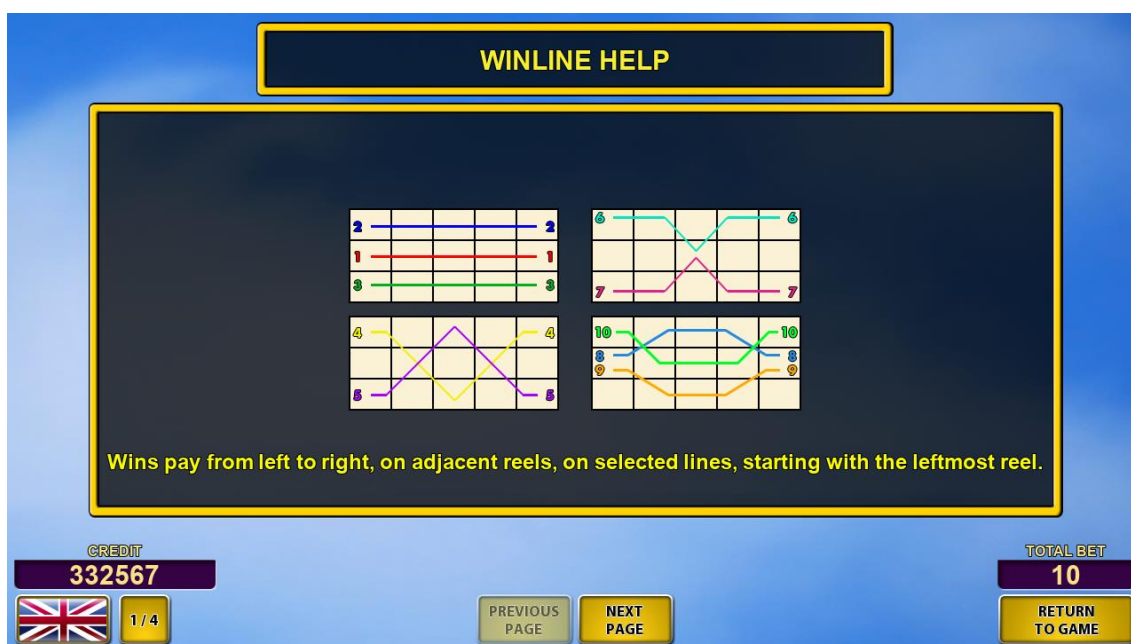 WINLINE HELP
2 2
1 1
3 3
6 6
7 7
4 4
5 5
10 10
8 8
9 9
Wins pay from left to right, on adjacent reels, on selected lines, starting with the leftmost reel.
CREDIT
332567
1 / 4
PREVIOUS
PAGE
NEXT
PAGE
TOTAL BET
10
RETURN
TO GAME